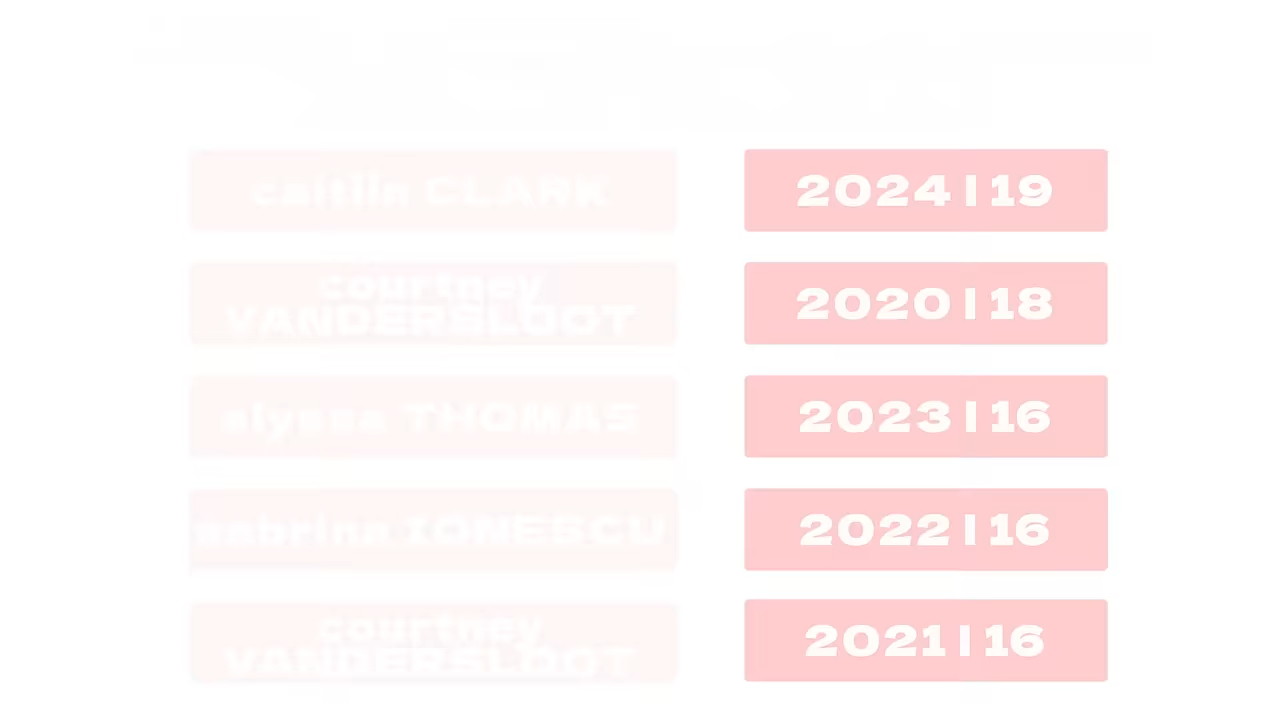 caitlin CLARK
2024 | 19
courtney
VANDERSLOOT
2020 | 18
alyssa THOMAS
2023 | 16
sabrina IONESCU
2022 | 16
courtney
VANDERSLOOT
2021 | 16